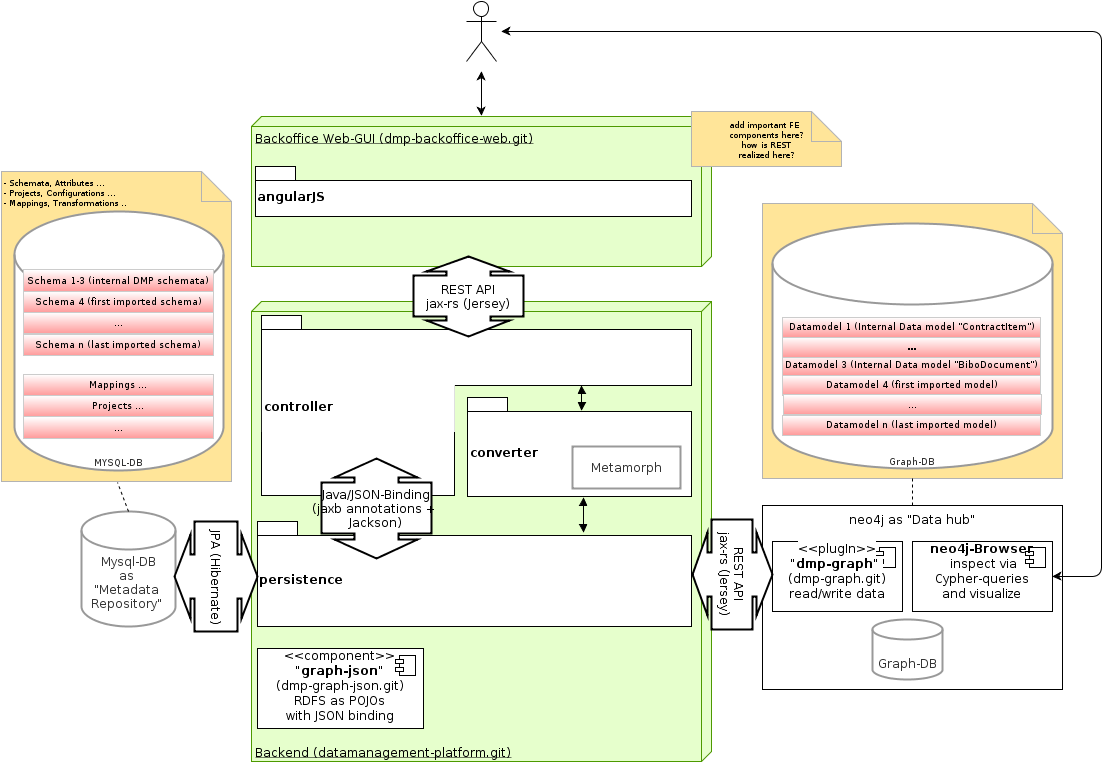 Backoffice Web-GUI (dmp-backoffice-web.git)
angularJS
add important FE
components here?
how is REST
realized here?
- Schemata, Attributes ...
- Projects, Configurations ...
- Mappings, Transformations ..
Schema 1-3 (internal DMP schemata)
Schema 4 (first imported schema)
...
Schema n (last imported schema)
Mappings ...
Projects ...
...
MYSQL-DB
REST API
jax-rs (Jersey)
controller
converter
Metamorph
Java/JSON-Binding
(jaxb annotations +
Jackson)
persistence
Datamodel 1 (Internal Data model "ContractItem")
...
Datamodel 3 (Internal Data model "BiboDocument")
Datamodel 4 (first imported model)
...
Datamodel n (last imported model)
Graph-DB
Mysql-DB
as
"Metadata
Repository"
JPA (Hibernate)
REST API
jax-rs (Jersey)
neo4j as "Data hub"
<<plugIn>>
"dmp-graph"
(dmp-graph.git)
read/write data
neo4j-Browser
inspect via
Cypher-queries
and visualize
Graph-DB
<<component>>
"graph-json"
(dmp-graph-json.git)
RDFS as POJOs
with JSON binding
Backend (datamanagement-platform.git)